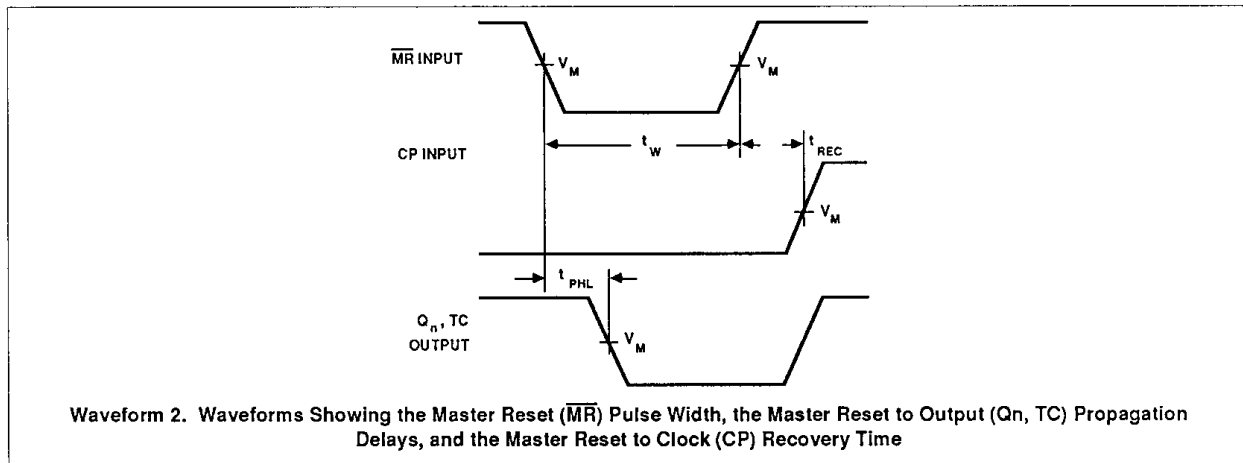 M̅R̅ INPUT
V_M
V_M
t_W
t_REC
CP INPUT
V_M
t_PHL
Q_n, TC
OUTPUT
V_M
Waveform 2. Waveforms Showing the Master Reset (M̅R̅) Pulse Width, the Master Reset to Output (Qn, TC) Propagation
Delays, and the Master Reset to Clock (CP) Recovery Time